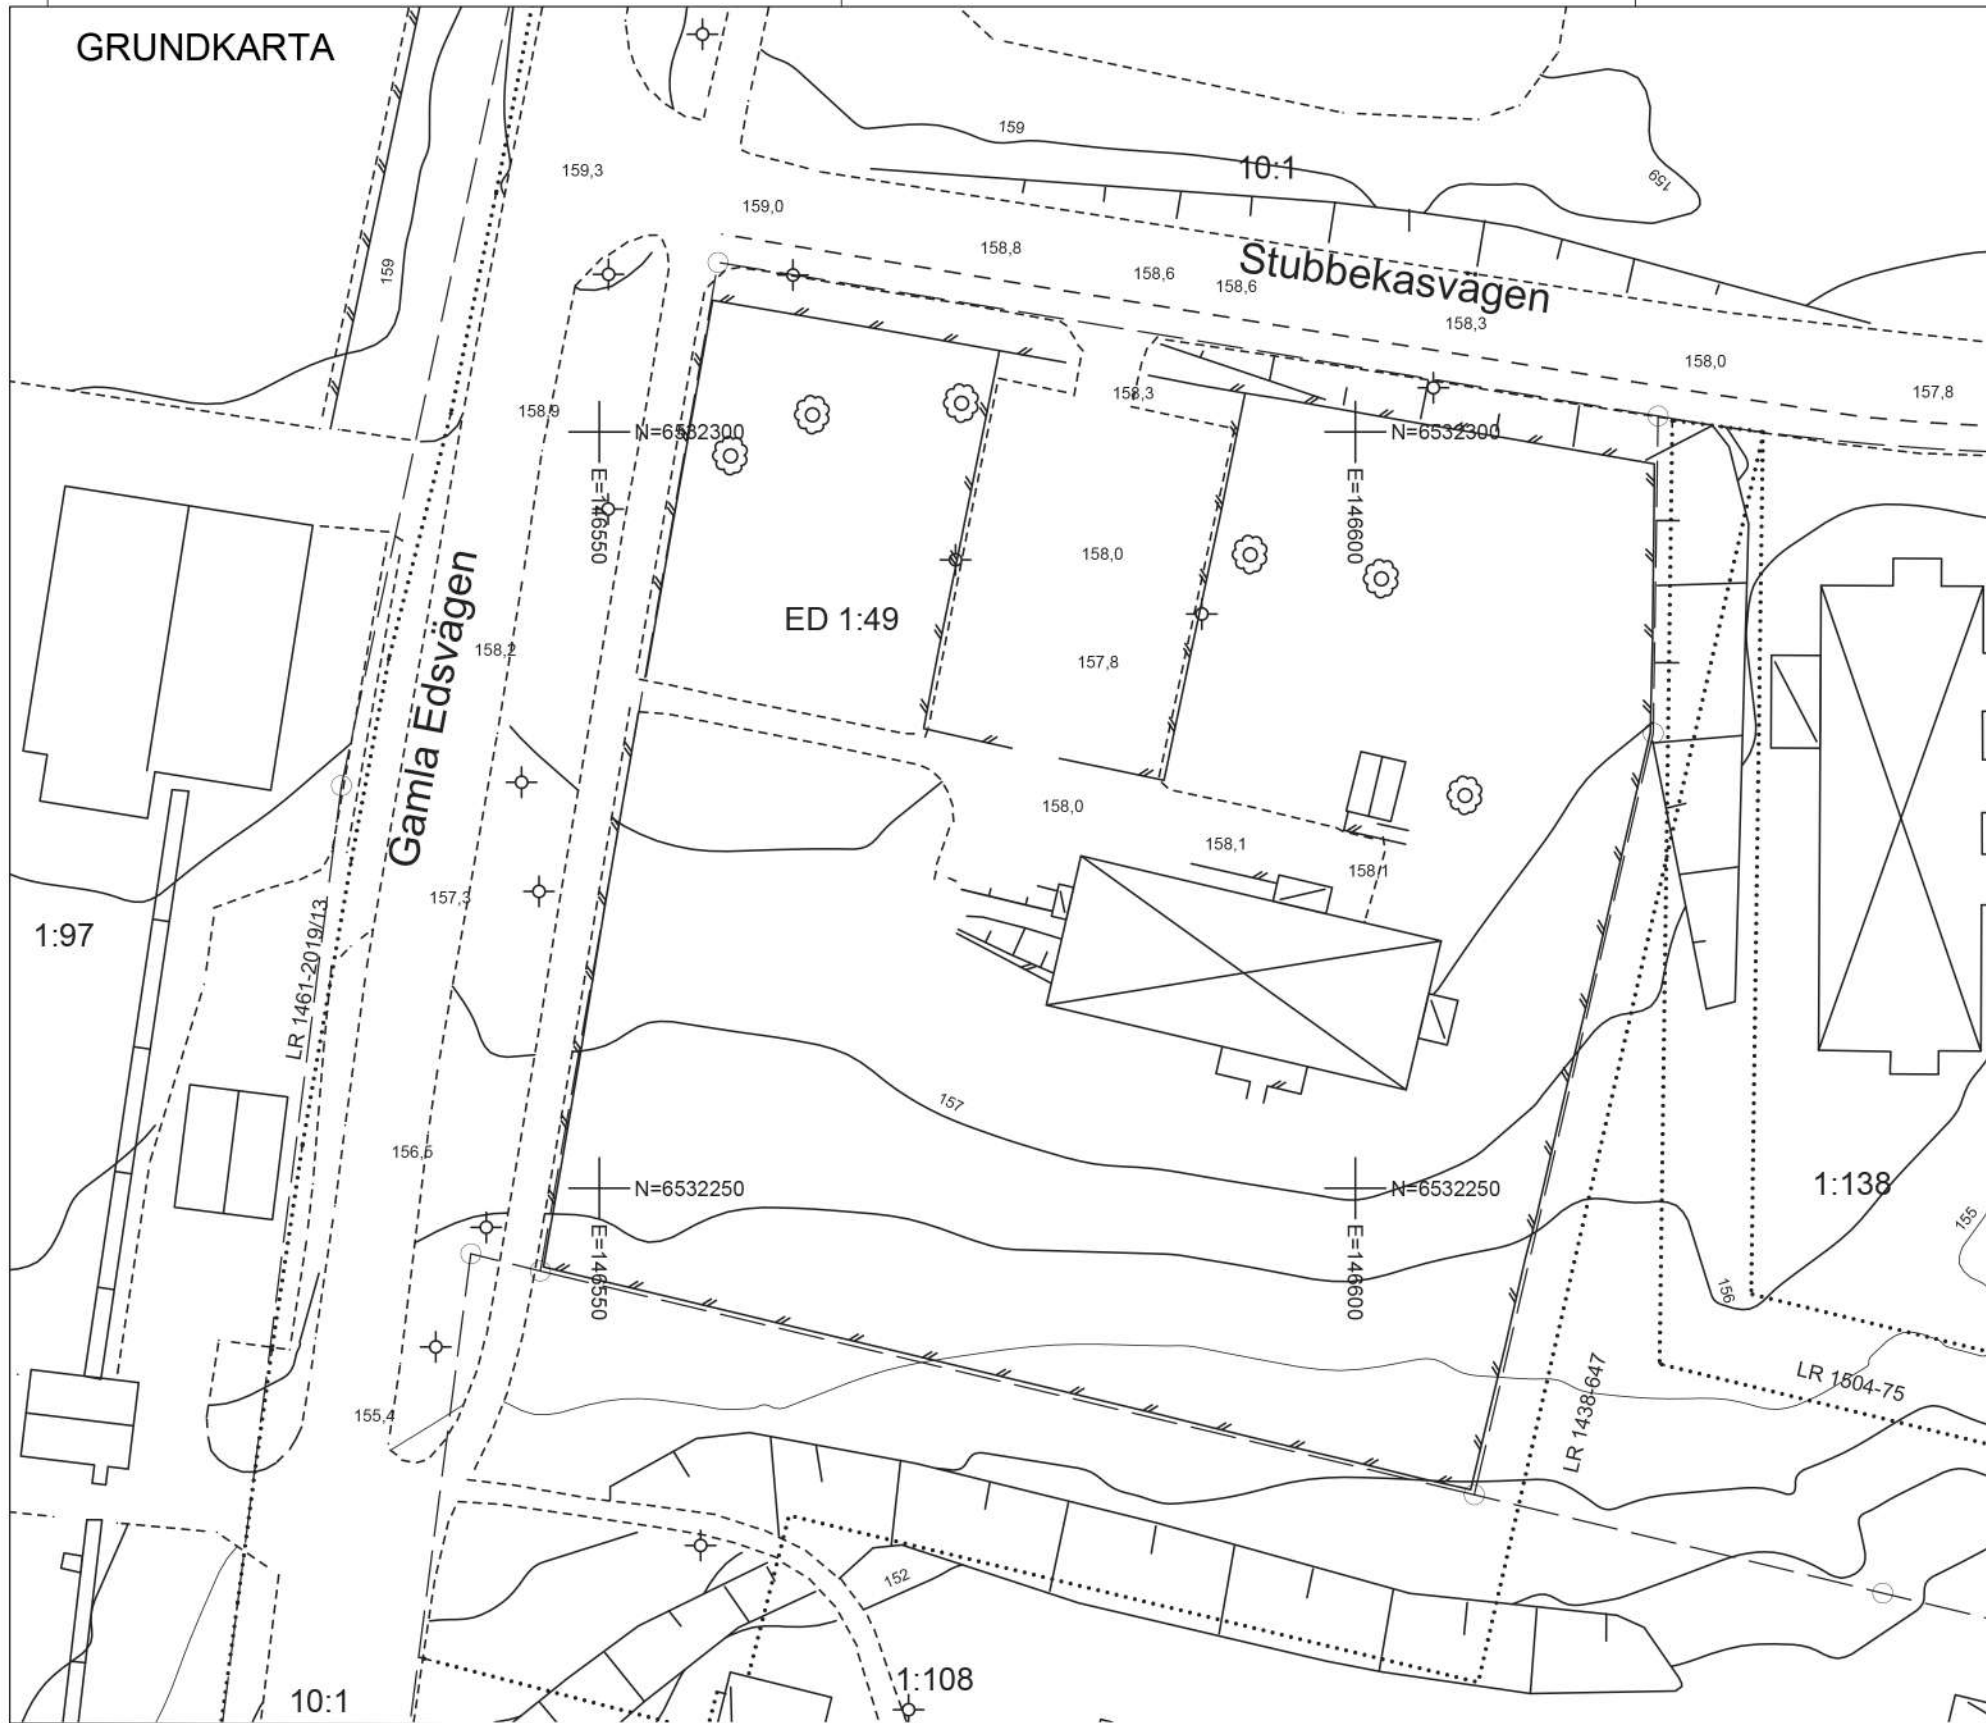 GRUNDKARTA
159
10:1
159
159,3
159,0
158,8
158,6
158,6
Stubbekasvägen
158,3
159
158,0
157,8
158,3
158,9
N=6532300
E=146550
N=6532300
E=146600
158,0
ED 1:49
157,8
158,2
Gamla Edsvägen
158,0
158,1
158,1
157,3
1:97
LR 1461-2019/13
157
156,5
N=6532250
E=146550
N=6532250
E=146600
1:138
155
156
LR 1504-75
LR 1438-647
155,4
152
1:108
10:1